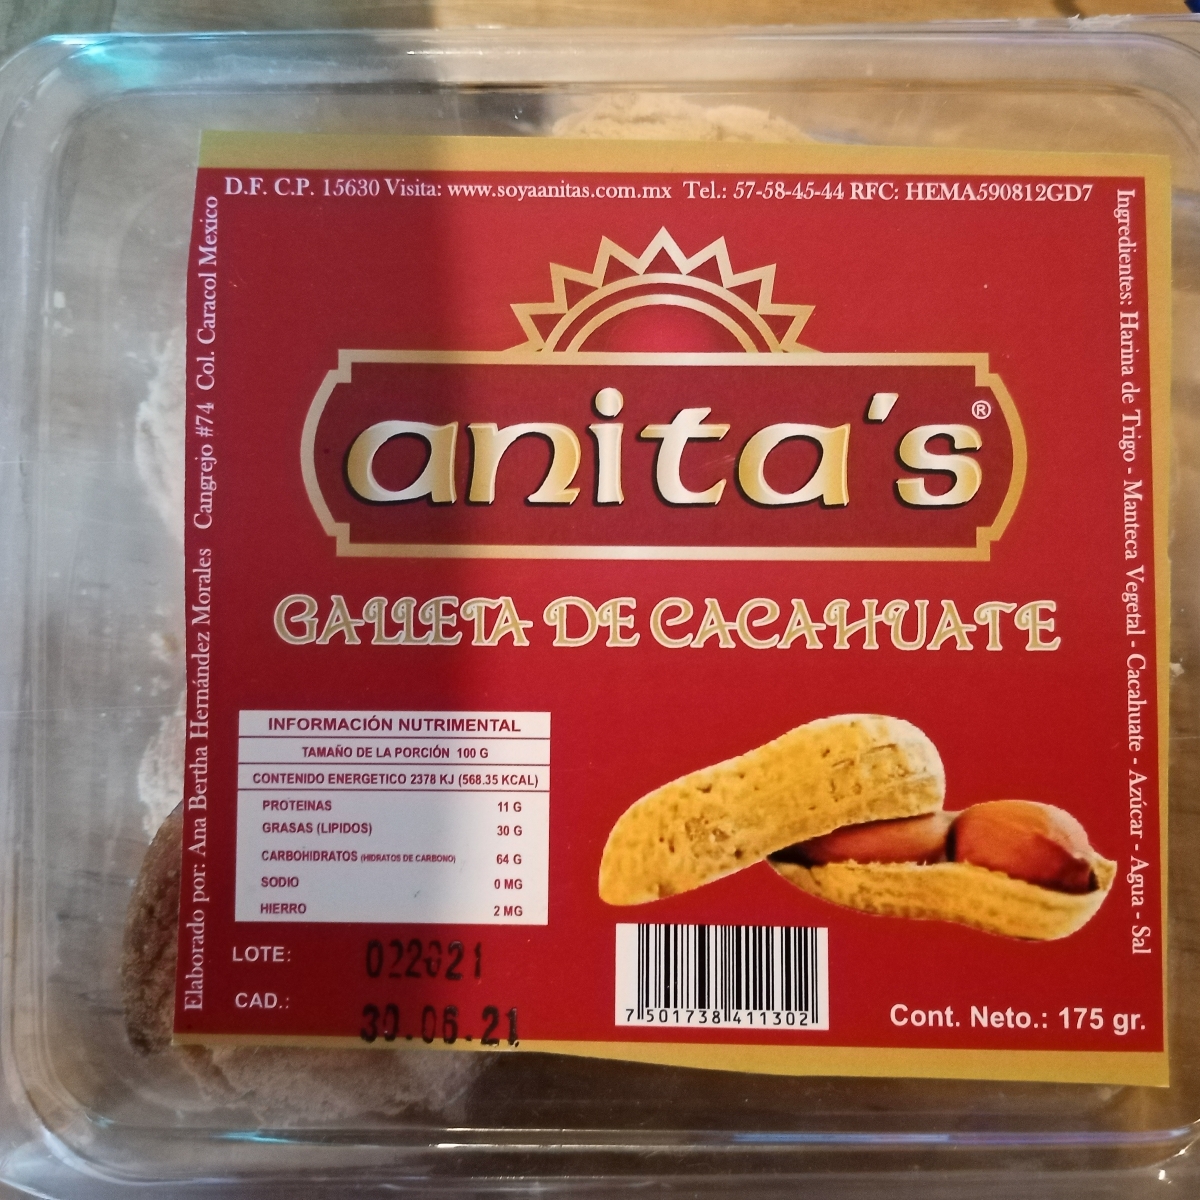 Elaborado por: Ana Bertha Hernández Morales Cangrejo #74 Col. Caracol Mexico
D.F. C.P. 15630 Visita: www.soyaanitas.com.mx Tel.: 57-58-45-44 RFC: HEMA590812GD7
Ingredientes: Harina de Trigo - Manteca Vegetal - Cacahuate - Azúcar - Agua - Sal
anita's®
GALLETA DE CACAHUATE
INFORMACIÓN NUTRIMENTAL
TAMAÑO DE LA PORCIÓN 100 G
CONTENIDO ENERGETICO 2378 KJ (568.35 KCAL)
PROTEINAS 11 G
GRASAS (LIPIDOS) 30 G
CARBOHIDRATOS (HIDRATOS DE CARBONO) 64 G
SODIO 0 MG
HIERRO 2 MG
LOTE: 022021
CAD.: 30.06.21
7 501738 411302
Cont. Neto.: 175 gr.